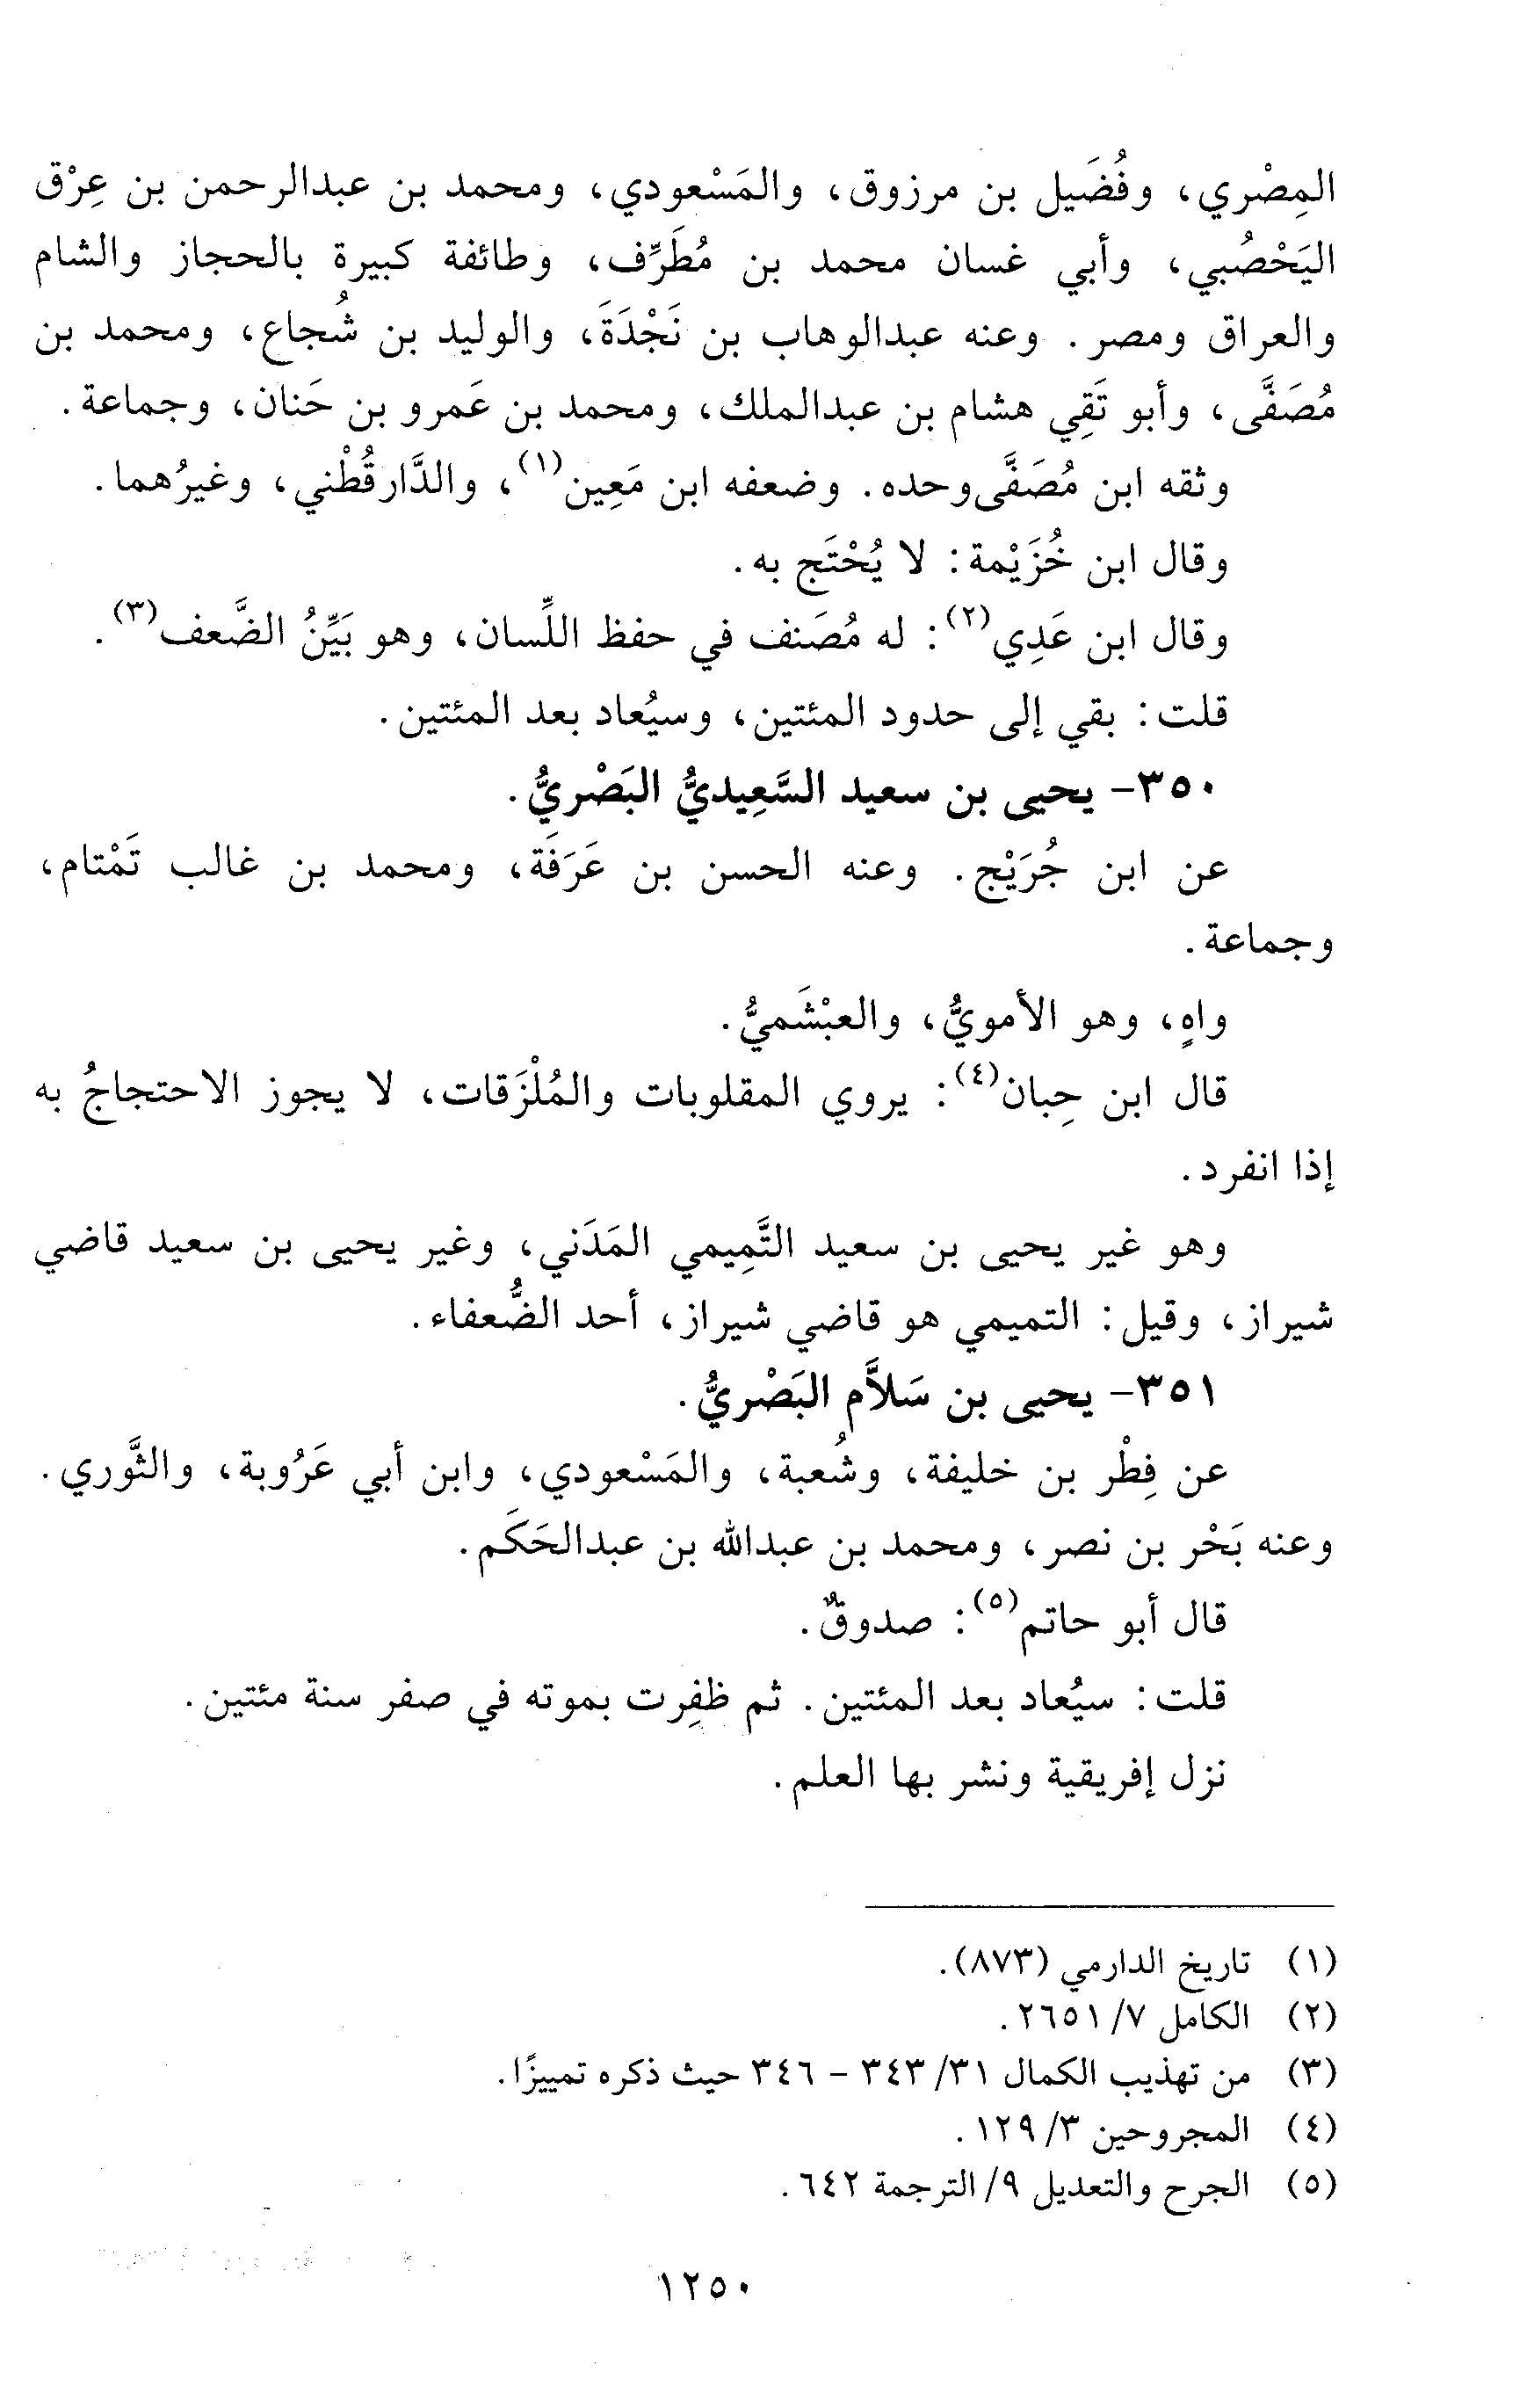 المِصْري، وفُضَيل بن مرزوق، والمَسْعودي، ومحمد بن عبدالرحمن بن عِرْق
اليَحْصُبي، وأبي غسان محمد بن مُطَرِّف، وطائفة كبيرة بالحجاز والشام
والعراق ومصر. وعنه عبدالوهاب بن نَجْدَةَ، والوليد بن شُجاع، ومحمد بن
مُصَفَّى، وأبو تَقِي هشام بن عبدالملك، ومحمد بن عَمرو بن حَنان، وجماعة.
وثقه ابن مُصَفَّى وحده. وضعفه ابن مَعِين(١)، والدَّارقُطْني، وغيرُهما.
وقال ابن خُزَيْمة: لا يُحْتَج به.
وقال ابن عَدِي(٢): له مُصَنف في حفظ اللِّسان، وهو بَيِّنُ الضَّعف(٣).
قلت: بقي إلى حدود المئتين، وسيُعاد بعد المئتين.
٣٥٠- يحيى بن سعيد السَّعِيديُّ البَصْريُّ.
عن ابن جُرَيْج. وعنه الحسن بن عَرَفَة، ومحمد بن غالب تَمْتام،
وجماعة.
واهٍ، وهو الأمويُّ، والعبْشَميُّ.
قال ابن حِبان(٤): يروي المقلوبات والمُلْزَقات، لا يجوز الاحتجاجُ به
إذا انفرد.
وهو غير يحيى بن سعيد التَّمِيمي المَدَني، وغير يحيى بن سعيد قاضي
شيراز، وقيل: التميمي هو قاضي شيراز، أحد الضُّعفاء.
٣٥١- يحيى بن سَلاَّم البَصْريُّ.
عن فِطْر بن خليفة، وشُعبة، والمَسْعودي، وابن أبي عَرُوبة، والثَّوري.
وعنه بَحْر بن نصر، ومحمد بن عبدالله بن عبدالحَكَم.
قال أبو حاتم(٥): صدوقٌ.
قلت: سيُعاد بعد المئتين. ثم ظفِرت بموته في صفر سنة مئتين.
نزل إفريقية ونشر بها العلم.
(١) تاريخ الدارمي (٨٧٣).
(٢) الكامل ٧/ ٢٦٥١.
(٣) من تهذيب الكمال ٣١/ ٣٤٣ - ٣٤٦ حيث ذكره تمييزًا.
(٤) المجروحين ٣/ ١٢٩.
(٥) الجرح والتعديل ٩/ الترجمة ٦٤٢.
١٢٥٠